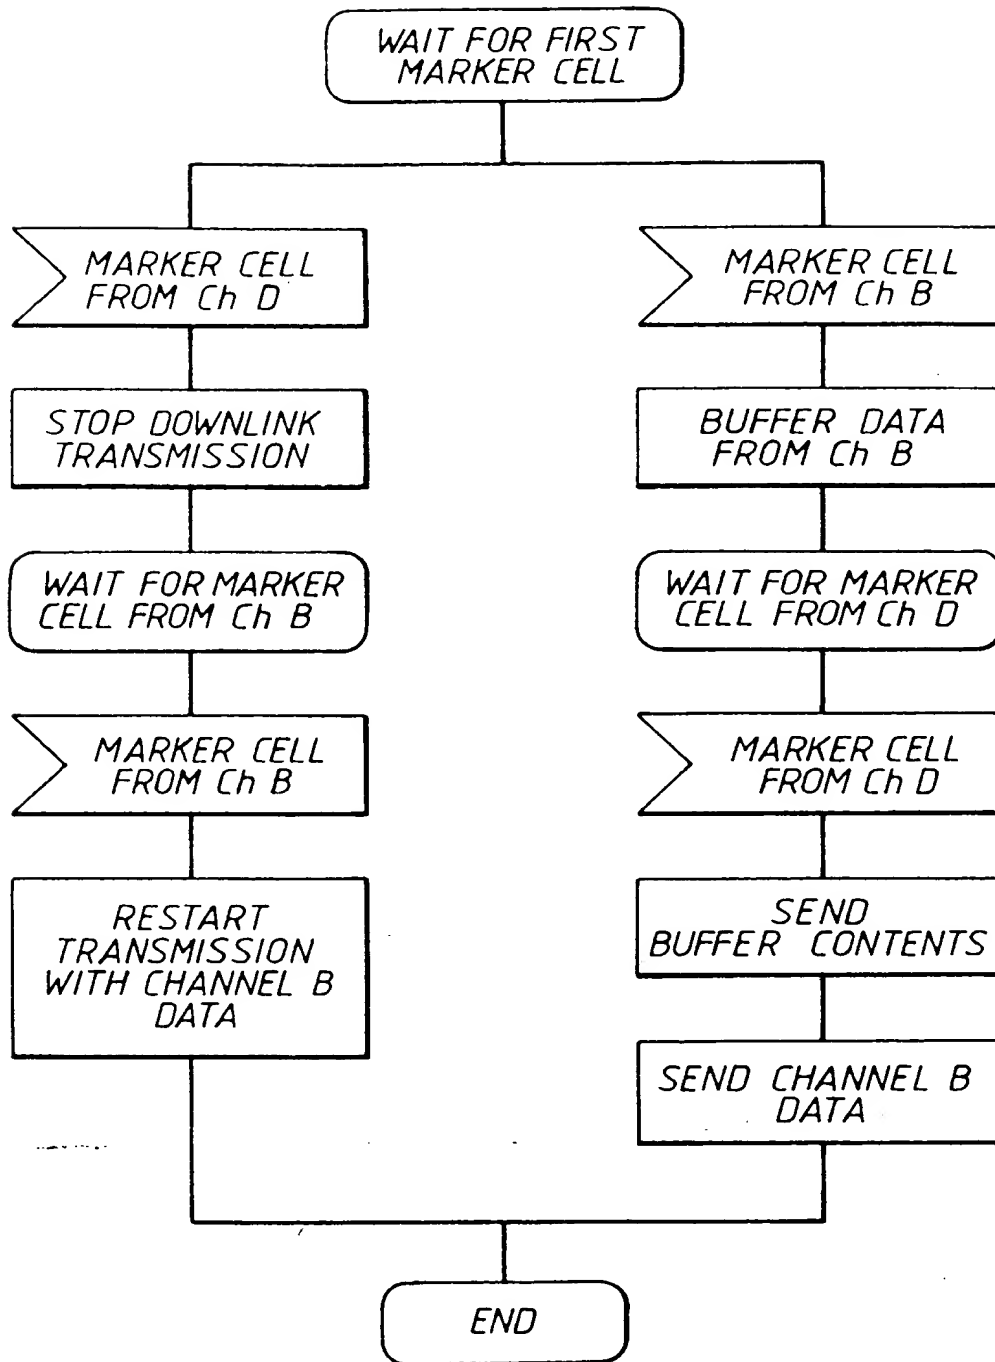 WAIT FOR FIRST
MARKER CELL
MARKER CELL
FROM Ch D
STOP DOWNLINK
TRANSMISSION
WAIT FOR MARKER
CELL FROM Ch B
MARKER CELL
FROM Ch B
RESTART
TRANSMISSION
WITH CHANNEL B
DATA
MARKER CELL
FROM Ch B
BUFFER DATA
FROM Ch B
WAIT FOR MARKER
CELL FROM Ch D
MARKER CELL
FROM Ch D
SEND
BUFFER CONTENTS
SEND CHANNEL B
DATA
END